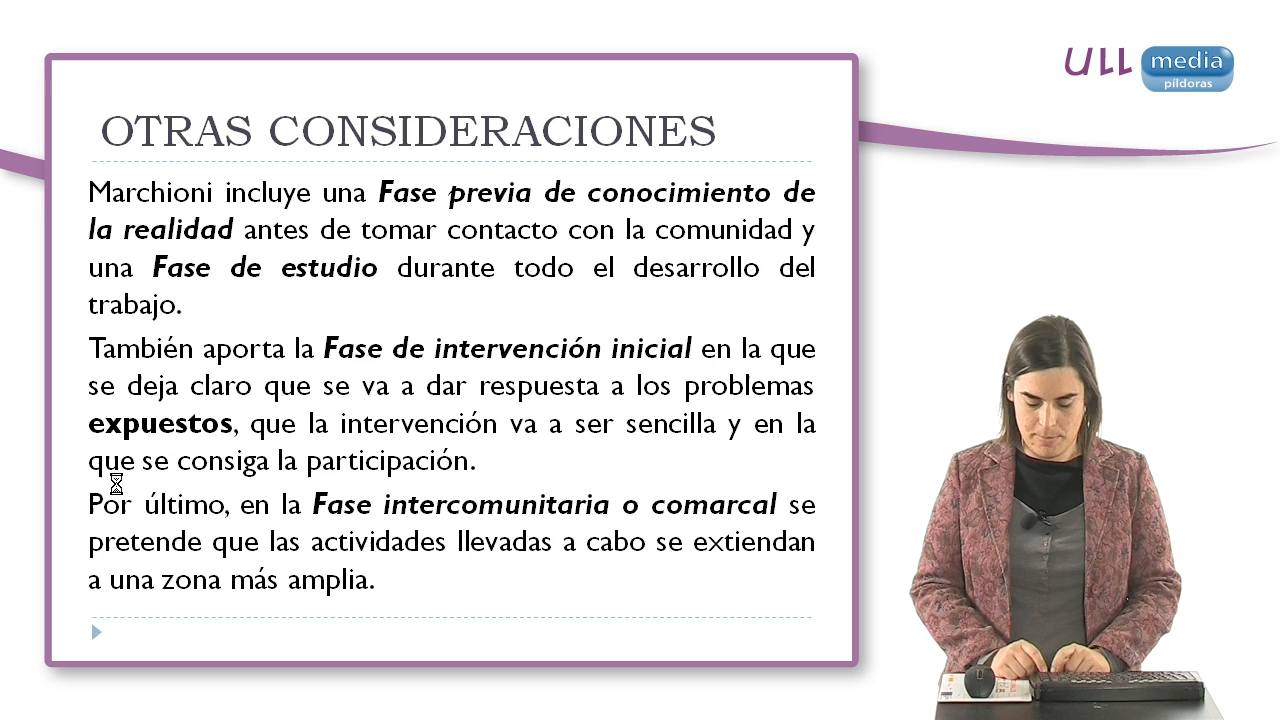 ULL media
píldoras
OTRAS CONSIDERACIONES
Marchioni incluye una Fase previa de conocimiento de
la realidad antes de tomar contacto con la comunidad y
una Fase de estudio durante todo el desarrollo del
trabajo.
También aporta la Fase de intervención inicial en la que
se deja claro que se va a dar respuesta a los problemas
expuestos, que la intervención va a ser sencilla y en la
que se consiga la participación.
Por último, en la Fase intercomunitaria o comarcal se
pretende que las actividades llevadas a cabo se extiendan
a una zona más amplia.